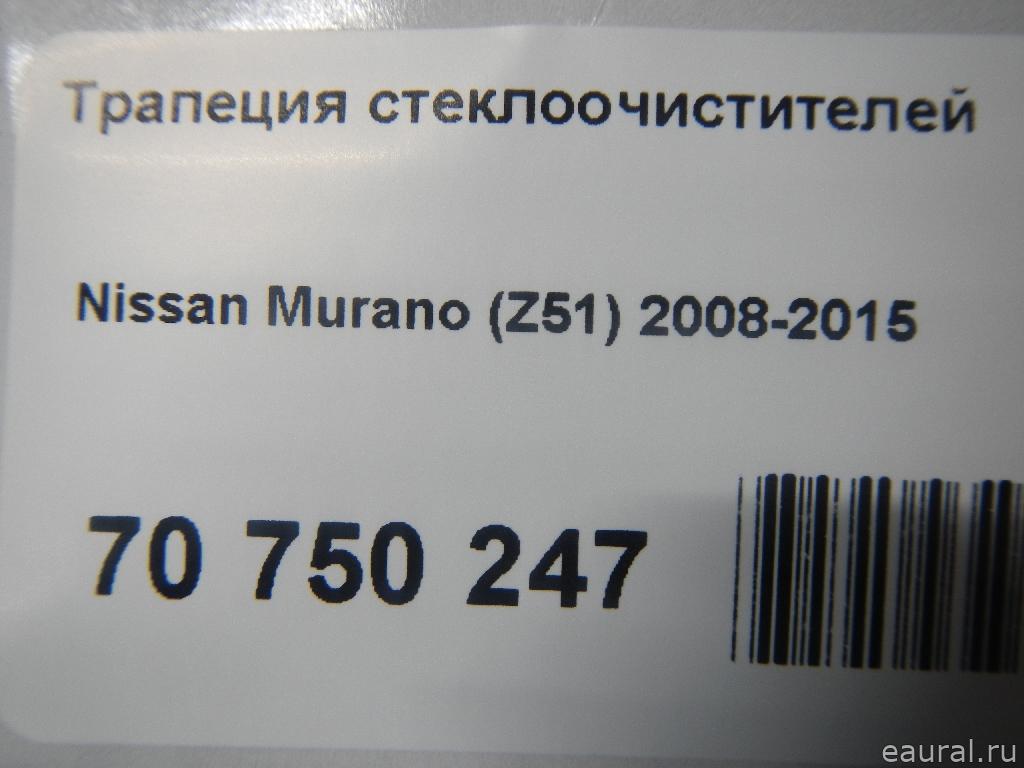 Трапеция стеклоочистителей
Nissan Murano (Z51) 2008-2015
70 750 247
eaural.ru